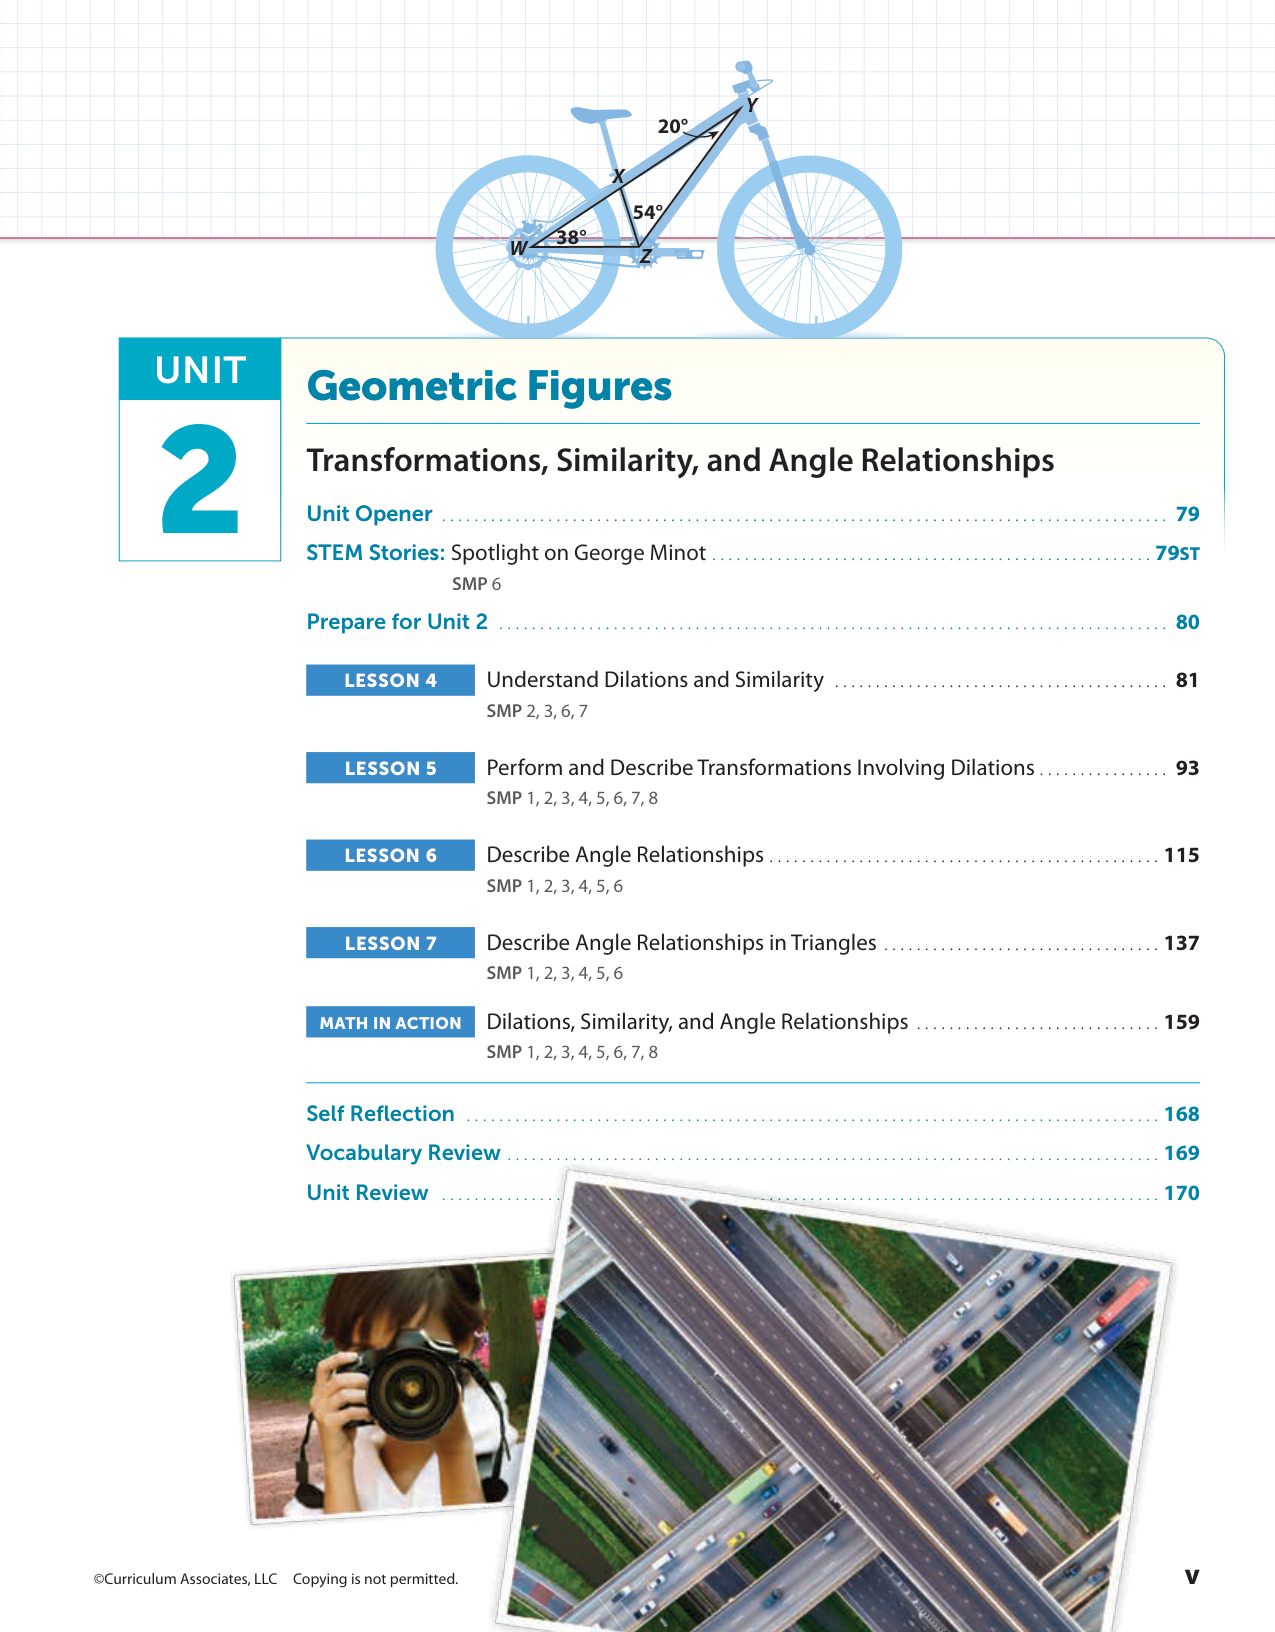 Y
20°
X
54°
38°
W
Z
UNIT
2
Geometric Figures
Transformations, Similarity, and Angle Relationships
Unit Opener 79
STEM Stories: Spotlight on George Minot 79ST
SMP 6
Prepare for Unit 2 80
LESSON 4 Understand Dilations and Similarity 81
SMP 2, 3, 6, 7
LESSON 5 Perform and Describe Transformations Involving Dilations 93
SMP 1, 2, 3, 4, 5, 6, 7, 8
LESSON 6 Describe Angle Relationships 115
SMP 1, 2, 3, 4, 5, 6
LESSON 7 Describe Angle Relationships in Triangles 137
SMP 1, 2, 3, 4, 5, 6
MATH IN ACTION Dilations, Similarity, and Angle Relationships 159
SMP 1, 2, 3, 4, 5, 6, 7, 8
Self Reflection 168
Vocabulary Review 169
Unit Review 170
©Curriculum Associates, LLC Copying is not permitted.
v